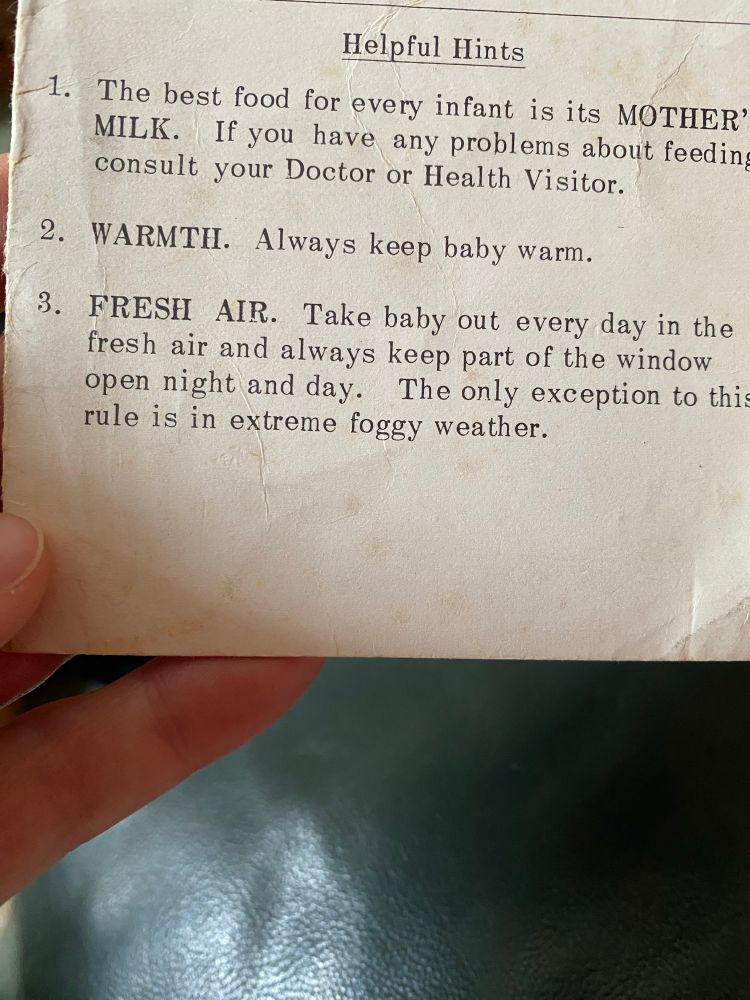 Helpful Hints
1. The best food for every infant is its MOTHER'
MILK. If you have any problems about feeding
consult your Doctor or Health Visitor.
2. WARMTH. Always keep baby warm.
3. FRESH AIR. Take baby out every day in the
fresh air and always keep part of the window
open night and day. The only exception to this
rule is in extreme foggy weather.